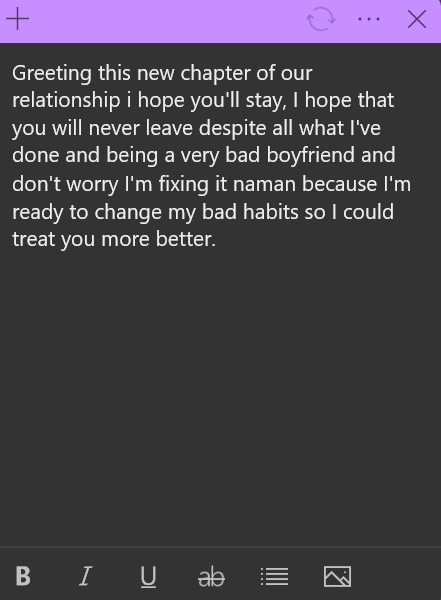 Greeting this new chapter of our
relationship i hope you'll stay, I hope that
you will never leave despite all what I've
done and being a very bad boyfriend and
don't worry I'm fixing it naman because I'm
ready to change my bad habits so I could
treat you more better.
B
I
U
ab